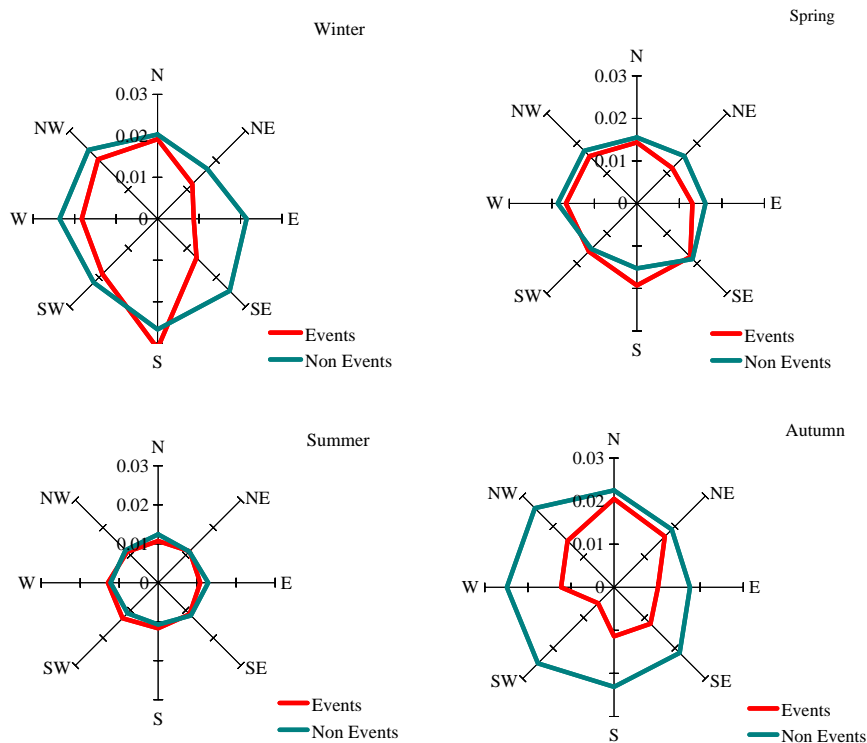 Winter
N
0.03
NW
NE
0.02
0.01
W
0
E
SW
SE
S
Events
Non Events
Spring
N
0.03
NW
NE
0.02
0.01
W
0
E
SW
SE
S
Events
Non Events
Summer
N
0.03
NW
NE
0.02
0.01
W
0
E
SW
SE
S
Events
Non Events
Autumn
N
0.03
NW
NE
0.02
0.01
W
0
E
SW
SE
S
Events
Non Events